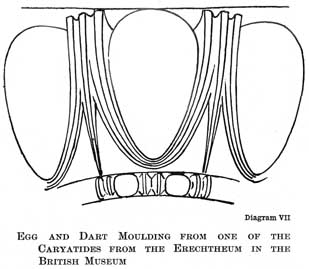 Diagram VII
Egg and Dart Moulding from one of the
Caryatides from the Erechtheum in the
British Museum